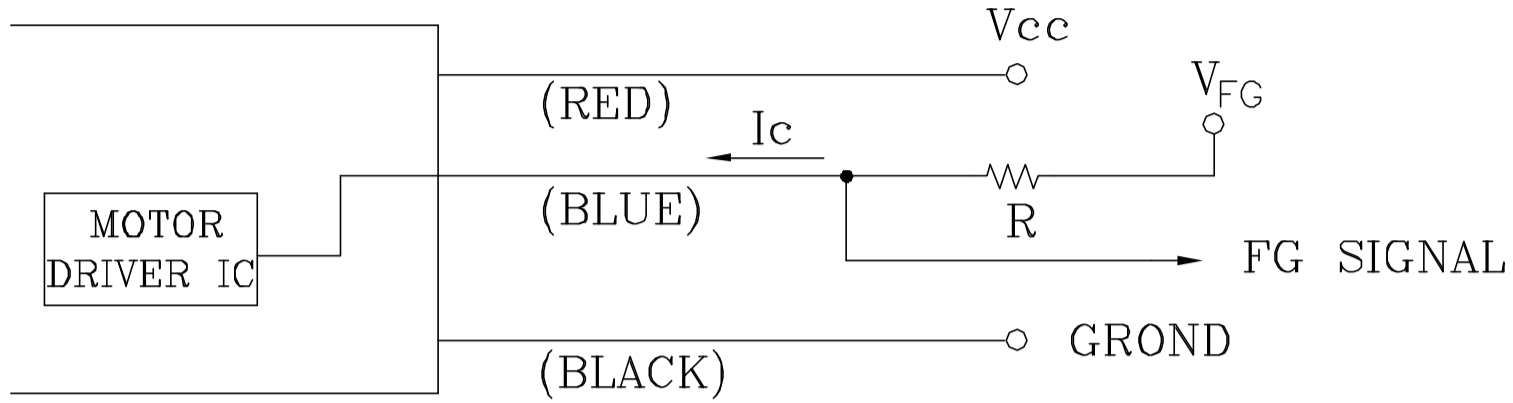 Vcc
(RED)
VFG
Ic
(BLUE)
R
MOTOR
DRIVER IC
FG SIGNAL
(BLACK)
GROND